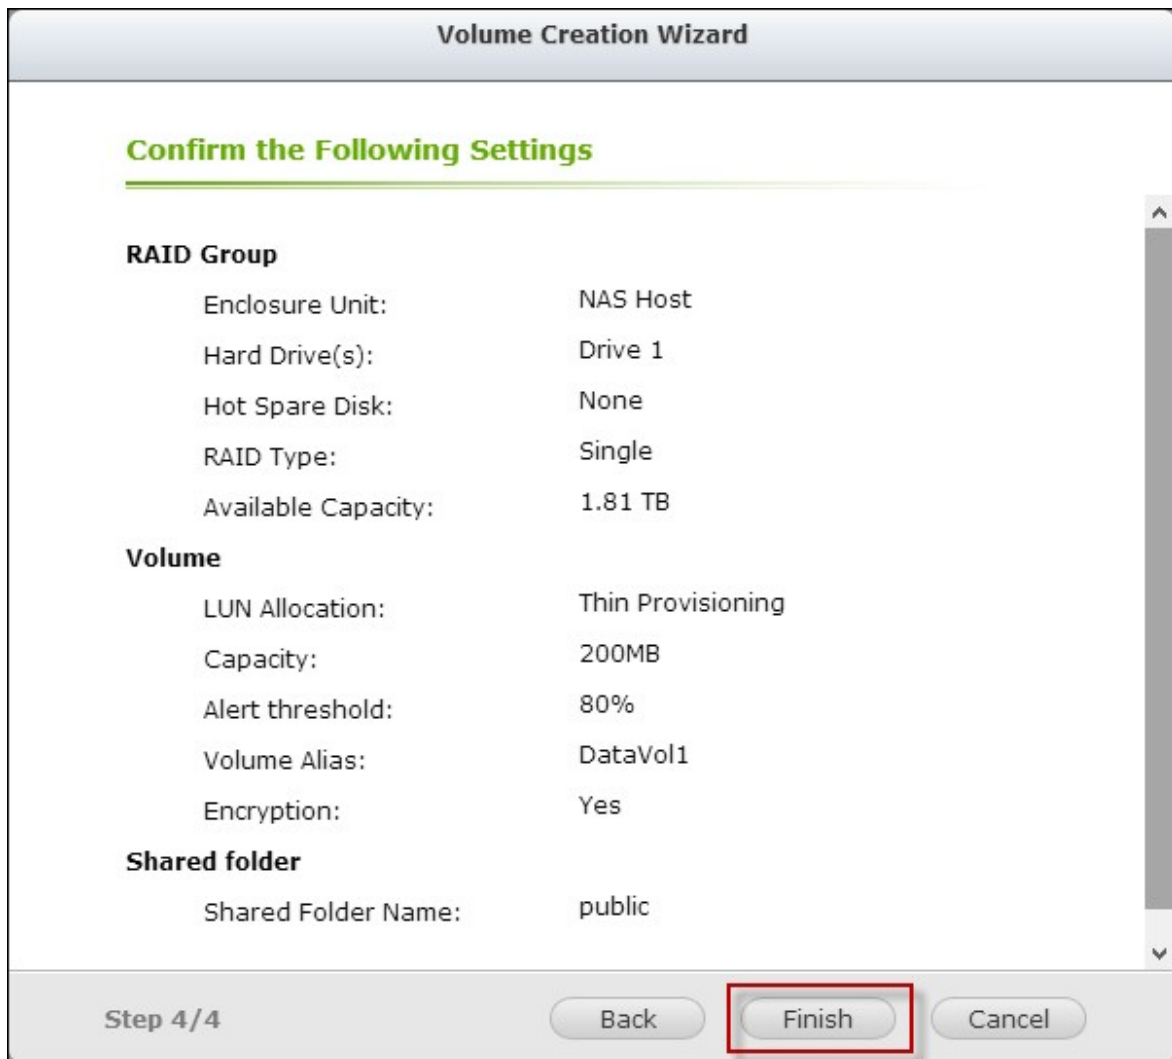 Volume Creation Wizard
Confirm the Following Settings
RAID Group
Enclosure Unit: NAS Host
Hard Drive(s): Drive 1
Hot Spare Disk: None
RAID Type: Single
Available Capacity: 1.81 TB
Volume
LUN Allocation: Thin Provisioning
Capacity: 200MB
Alert threshold: 80%
Volume Alias: DataVol1
Encryption: Yes
Shared folder
Shared Folder Name: public
Step 4/4 Back Finish Cancel